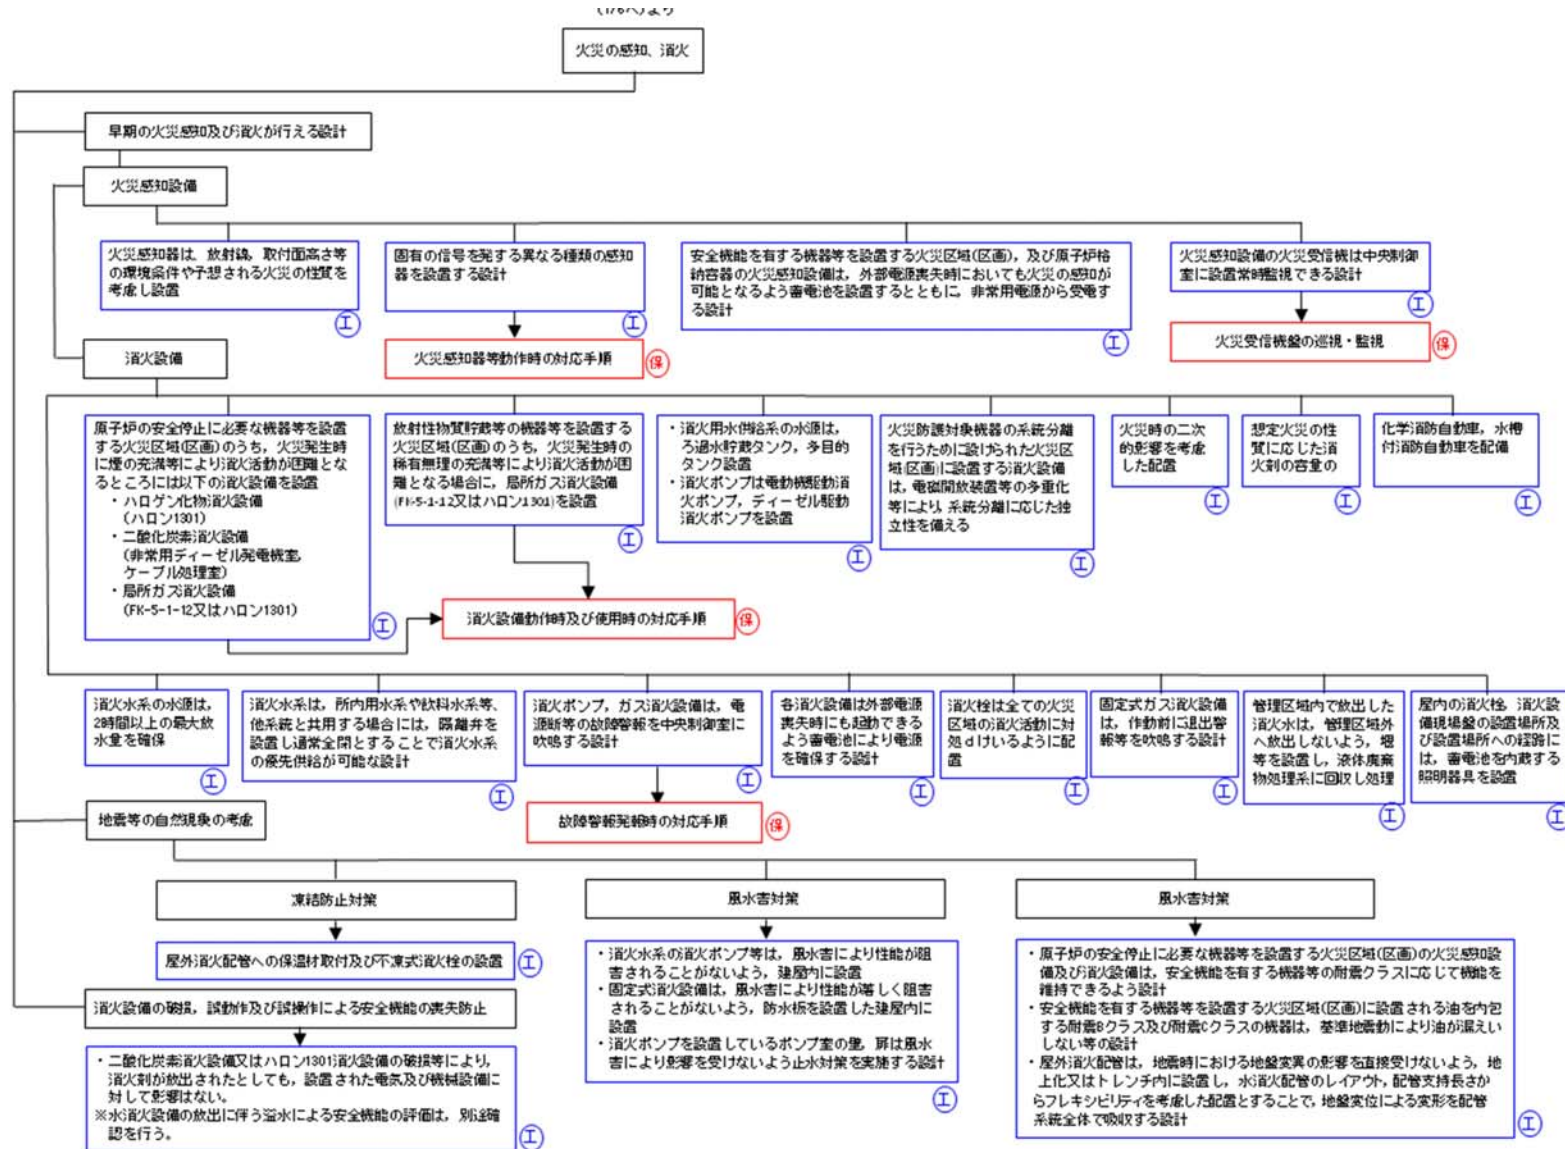 火災の感知、消火
早期の火災感知及び消火が行える設計
火災感知設備
火災感知器は，放射線，取付面高さ等
の環境条件や予想される火災の性質を
考慮し設置
工
固有の信号を発する異なる種類の感知
器を設置する設計
工
安全機能を有する機器等を設置する火災区域(区画)，及び原子炉格
納容器の火災感知設備は，外部電源喪失時においても火災の感知が
可能となるよう蓄電池を設置するとともに，非常用電源から受電す
る設計
工
火災感知設備の火災受信機は中央制御
室に設置常時監視できる設計
工
火災感知器等動作時の対応手順
保
火災受信機盤の巡視・監視
保
消火設備
原子炉の安全停止に必要な機器等を設置
する火災区域(区画)のうち，火災発生時
に煙の充満等により消火活動が困難とな
るところには以下の消火設備を設置
・ハロゲン化物消火設備
(ハロン1301)
・二酸化炭素消火設備
(非常用ディーゼル発電機室，
ケーブル処理室)
・局所ガス消火設備
(FK-5-1-12又はハロン1301)
工
放射性物質貯蔵等の機器等を設置する
火災区域(区画)のうち，火災発生時の
稀有無理の充満等により消火活動が困
難となる場合に，局所ガス消火設備
(FK-5-1-12又はハロン1301)を設置
工
・消火用水供給系の水源は，
ろ過水貯蔵タンク，多目的
タンク設置
・消火ポンプは電動機駆動消
火ポンプ，ディーゼル駆動
消火ポンプを設置
工
火災防護対象機器の系統分離
を行うために設けられた火災区
域(区画)に設置する消火設備
は，電磁開放装置等の多重化
等により，系統分離に応じた独
立性を備える
工
火災時の二次
的影響を考慮
した配置
工
想定火災の性
質に応じた消
火剤の容量の
工
化学消防自動車，水槽
付消防自動車を配備
工
消火設備動作時及び使用時の対応手順
保
消火水系の水源は，
2時間以上の最大放
水量を確保
工
消火水系は，所内用水系や飲料水系等、
他系統と共用する場合には，隔離弁を
設置し通常全閉とすることで消火水系
の優先供給が可能な設計
工
消火ポンプ，ガス消火設備は，電
源断等の故障警報を中央制御室に
吹鳴する設計
工
各消火設備は外部電源
喪失時にも起動できる
よう蓄電池により電源
を確保する設計
工
消火栓は全ての火災
区域の消火活動に対
処dけいるように配
置
工
固定式ガス消火設備
は，作動前に退出警
報等を吹鳴する設計
工
管理区域内で放出した
消火水は，管理区域外
へ放出しないよう，堰
等を設置し，液体廃棄
物処理系に回収し処理
工
屋内の消火栓，消火設
備現場盤の設置場所及
び設置場所への経路に
は，蓄電池を内蔵する
照明器具を設置
工
故障警報発報時の対応手順
保
地震等の自然現象の考慮
凍結防止対策
屋外消火配管への保温材取付及び不凍式消火栓の設置
工
風水害対策
・消火水系の消火ポンプ等は，風水害により性能が阻
害されることがないよう，建屋内に設置
・固定式消火設備は，風水害により性能が著しく阻害
されることがないよう，防水板を設置した建屋内に
設置
・消火ポンプを設置しているポンプ室の壁，扉は風水
害により影響を受けないよう止水対策を実施する設計
工
風水害対策
・原子炉の安全停止に必要な機器等を設置する火災区域(区画)の火災感知設
備及び消火設備は，安全機能を有する機器等の耐震クラスに応じて機能を
維持できるよう設計
・安全機能を有する機器等を設置する火災区域(区画)に設置される油を内包
する耐震Bクラス及び耐震Cクラスの機器は，基準地震動により油が漏えい
しない等の設計
・屋外消火配管は，地震時における地盤変異の影響を直接受けないよう，地
上化又はトレンチ内に設置し，水消火配管のレイアウト，配管支持長さか
らフレキシビリティを考慮した配置とすることで，地盤変位による変形を配管
系統全体で吸収する設計
工
消火設備の破損，誤動作及び誤操作による安全機能の喪失防止
・二酸化炭素消火設備又はハロン1301消火設備の破損等により，
消火剤が放出されたとしても，設置された電気及び機械設備に
対して影響はない。
※水消火設備の放出に伴う溢水による安全機能の評価は，別途確
認を行う。
工